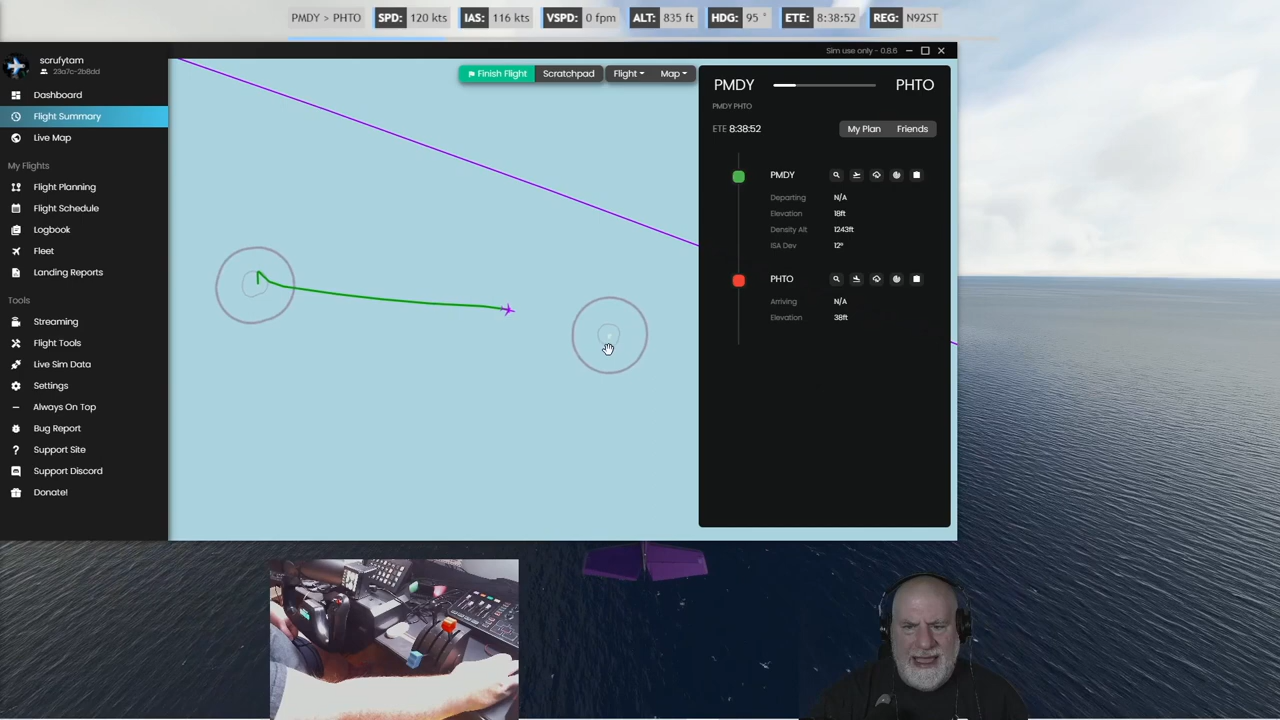 PMDY > PHTO SPD: 120 kts IAS: 116 kts VSPD: 0 fpm ALT: 835 ft HDG: 95 ° ETE: 8:38:52 REG: N92ST
Sim use only - 0.8.6
scrufytam
23a7c-2b8dd
Dashboard
Flight Summary
Live Map
My Flights
Flight Planning
Flight Schedule
Logbook
Fleet
Landing Reports
Tools
Streaming
Flight Tools
Live Sim Data
Settings
Always On Top
Bug Report
Support Site
Support Discord
Donate!
Finish Flight Scratchpad Flight Map
PMDY PHTO
PMDY PHTO
ETE 8:38:52 My Plan Friends
PMDY
Departing N/A
Elevation 18ft
Density Alt 1243ft
ISA Dev 12°
PHTO
Arriving N/A
Elevation 38ft